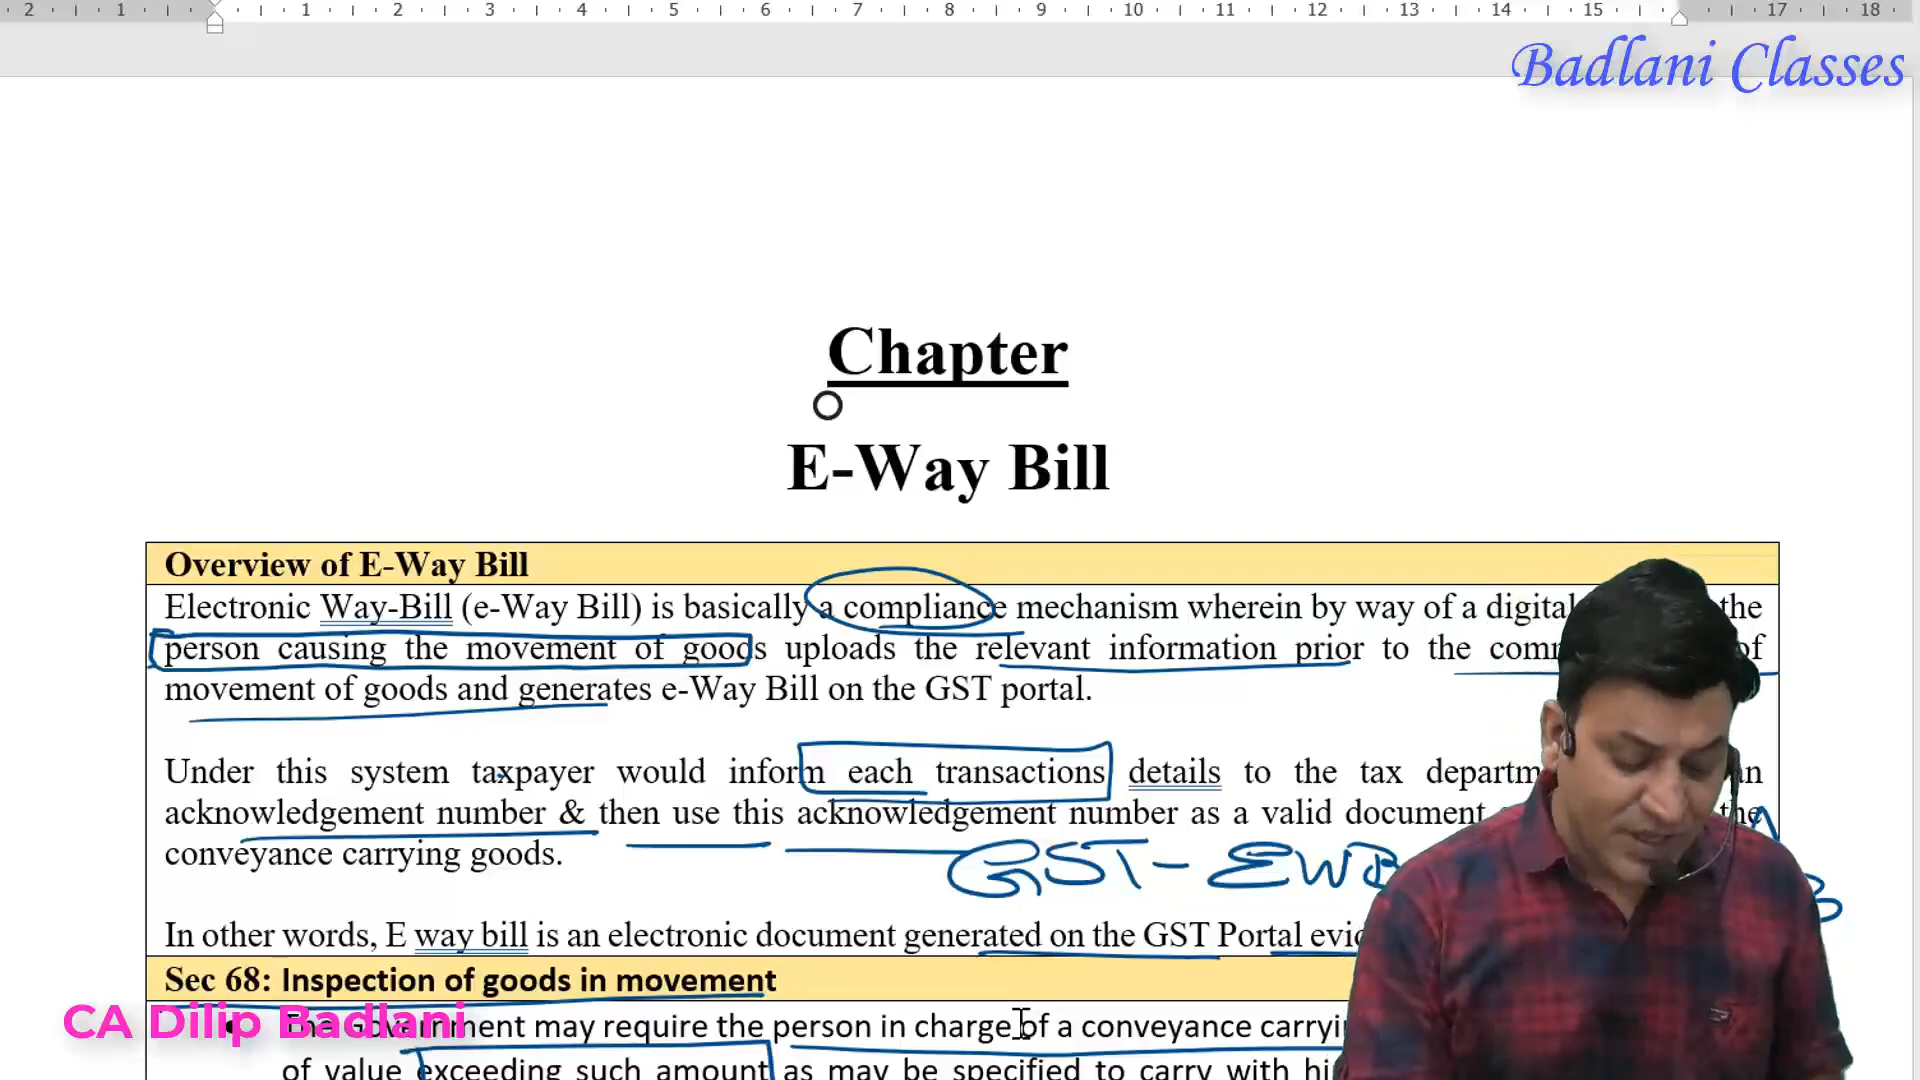 2 1 1 2 3 4 5 6 7 8 9 10 11 12 13 14 15 17 18
Badlani Classes
Chapter
E-Way Bill
Overview of E-Way Bill
Electronic Way-Bill (e-Way Bill) is basically a compliance mechanism wherein by way of a digital the
person causing the movement of goods uploads the relevant information prior to the of
movement of goods and generates e-Way Bill on the GST portal.
Under this system taxpayer would inform each transactions details to the tax
acknowledgement number & then use this acknowledgement number as a valid document the
conveyance carrying goods.
GST - EWB
In other words, E way bill is an electronic document generated on the GST Portal
Sec 68: Inspection of goods in movement
CA Dilip Badlani
may require the person in charge of a conveyance
of value exceeding such amount as may be specified to carry with